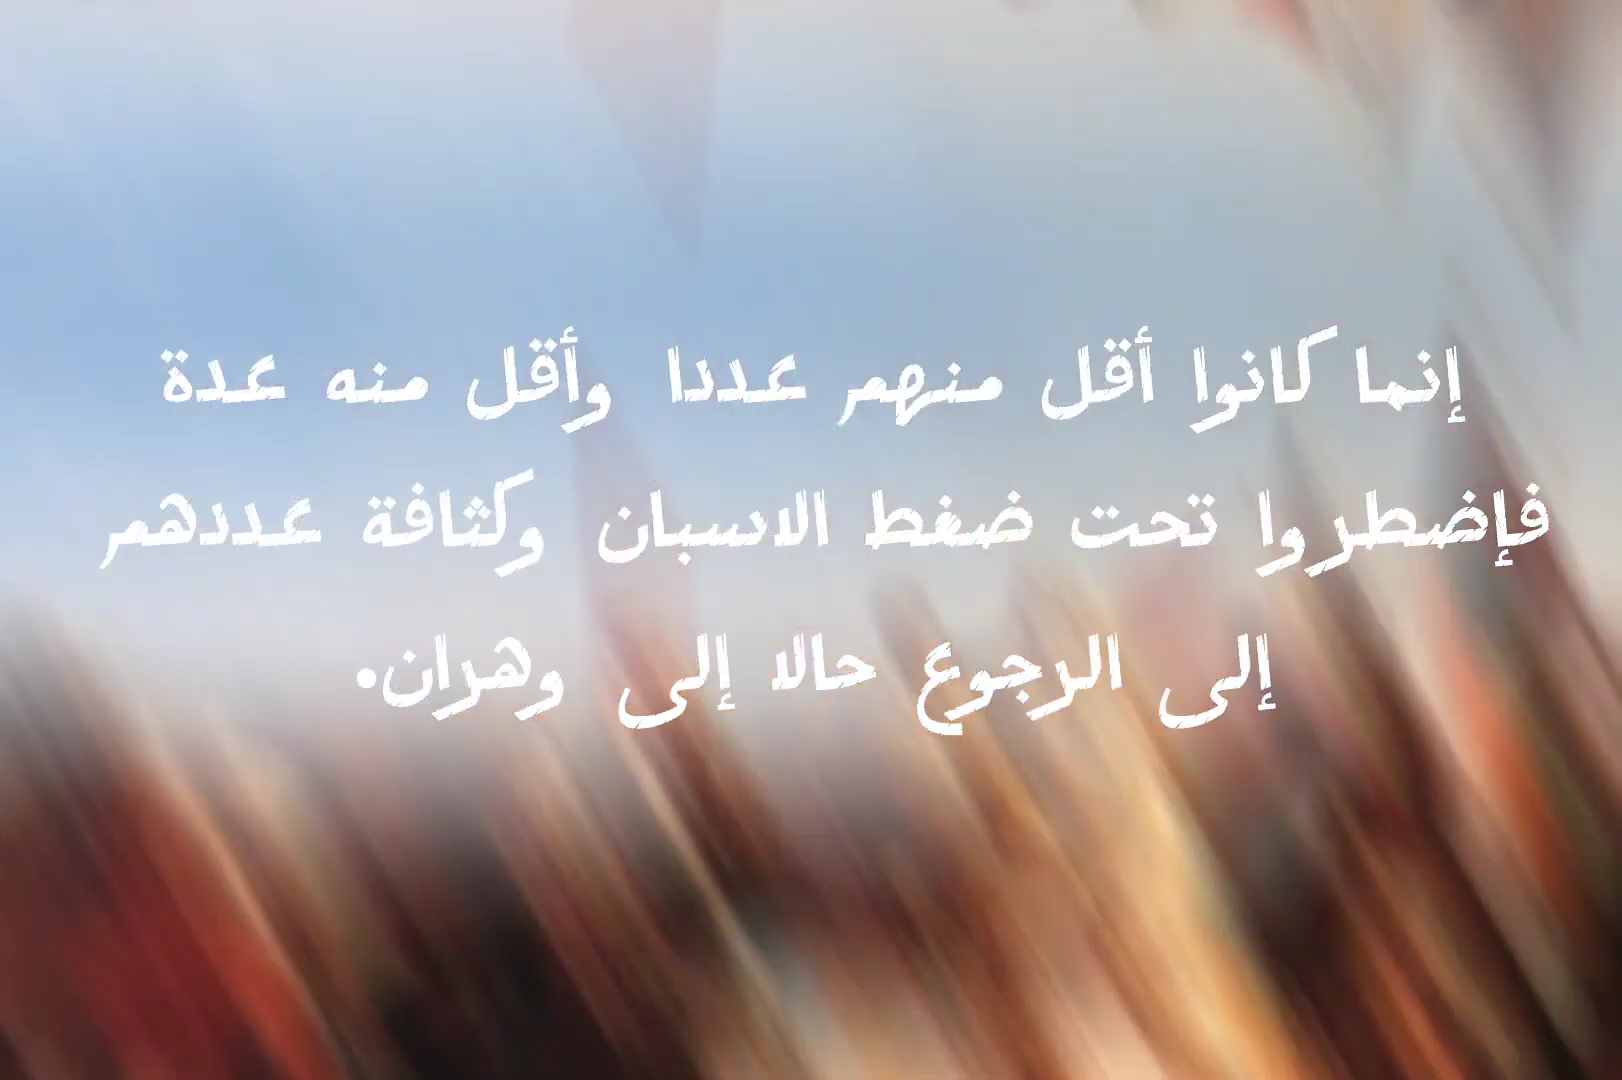 إنما كانوا أقل منهم عددا وأقل منه عدة
فإضطروا تحت ضغط الاسبان وكثافة عددهم
إلى الرجوع حالا إلى وهران.